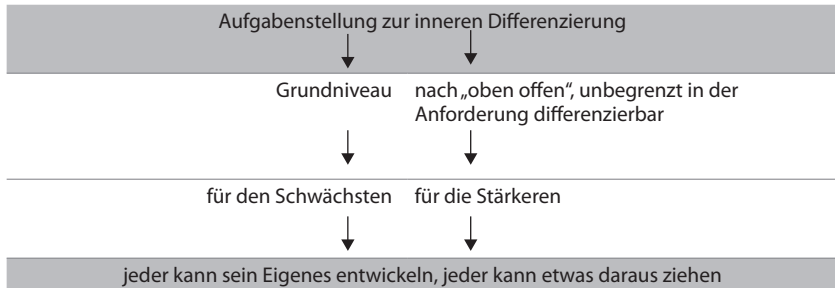 Aufgabenstellung zur inneren Differenzierung
Grundniveau
nach „oben offen“, unbegrenzt in der
Anforderung differenzierbar
für den Schwächsten
für die Stärkeren
jeder kann sein Eigenes entwickeln, jeder kann etwas daraus ziehen